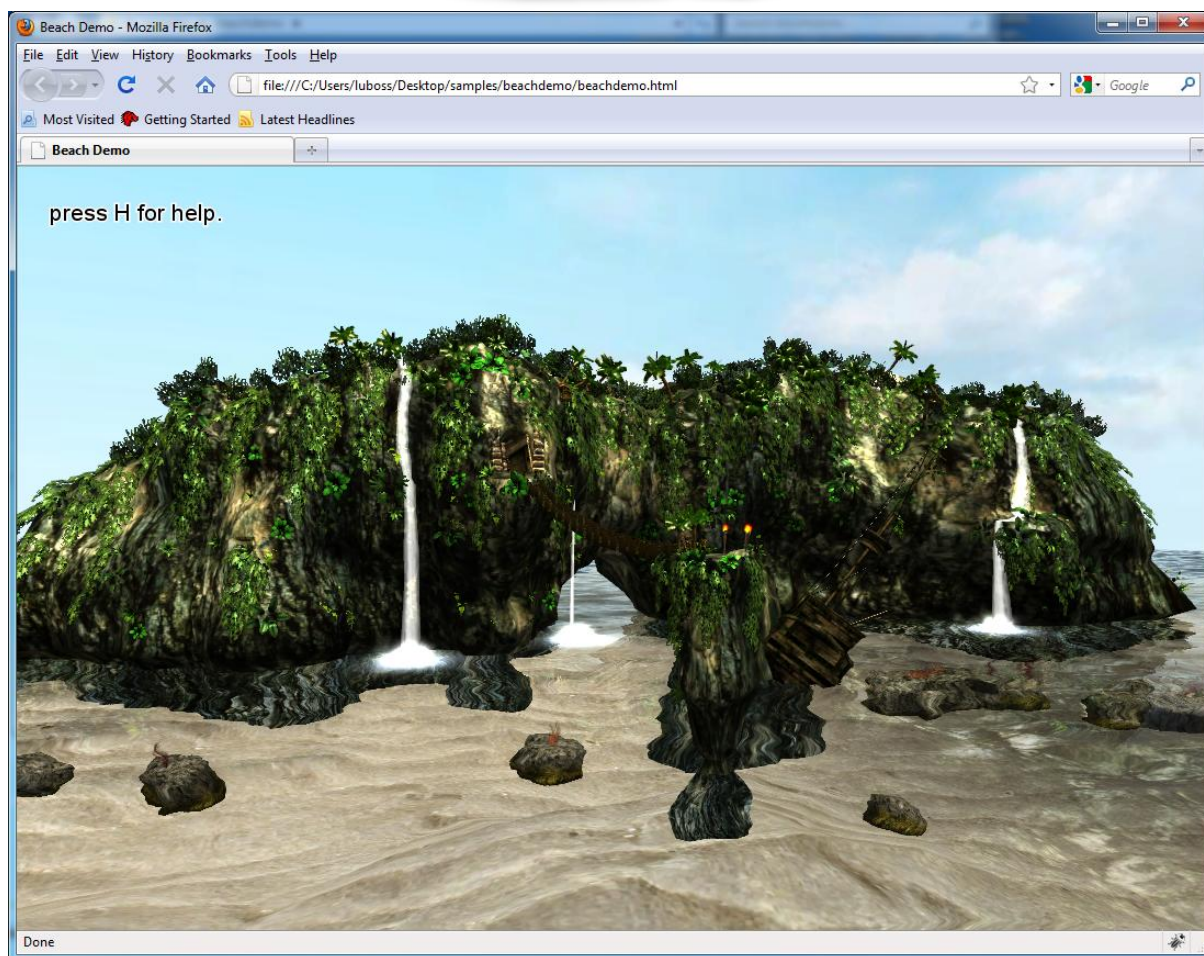 Beach Demo - Mozilla Firefox
File Edit View History Bookmarks Tools Help
file:///C:/Users/luboss/Desktop/samples/beachdemo/beachdemo.html
Google
Most Visited Getting Started Latest Headlines
Beach Demo
press H for help.
Done